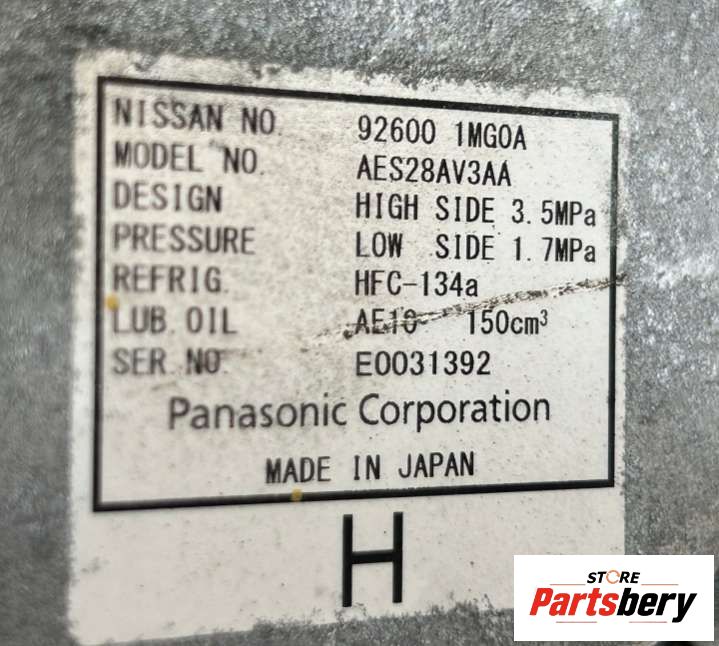 NISSAN NO. 92600 1MG0A
MODEL NO. AES28AV3AA
DESIGN HIGH SIDE 3.5MPa
PRESSURE LOW SIDE 1.7MPa
REFRIG. HFC-134a
LUB. OIL AE10 150cm³
SER. NO. E0031392
Panasonic Corporation
MADE IN JAPAN
H
STORE
Partsbery